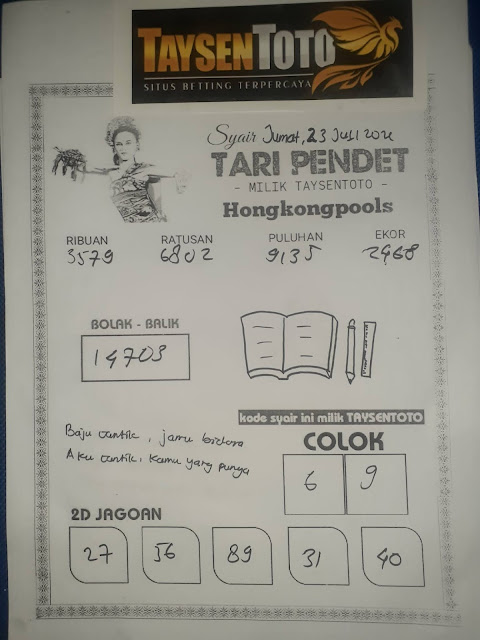 TAYSENTOTO
SITUS BETTING TERPERCAYA
Syair Jumat, 23 Juli 2021
TARI PENDET
- MILIK TAYSENTOTO -
Hongkongpools
RIBUAN RATUSAN PULUHAN EKOR
3579 6802 9135 2468
BOLAK - BALIK
14703
kode syair ini milik TAYSENTOTO
Baju cantik, jamu bidara
Aku cantik, kamu yang punya
COLOK
6 9
2D JAGOAN
27 56 89 31 40